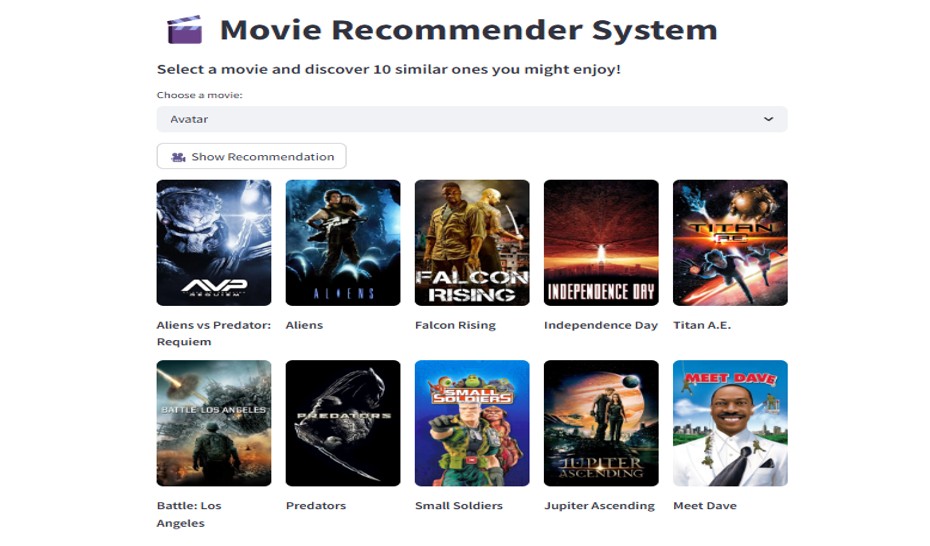 Movie Recommender System
Select a movie and discover 10 similar ones you might enjoy!
Choose a movie:
Avatar
Show Recommendation
AVP
REQUIEM
ALIENS
FALCON
RISING
INDEPENDENCE DAY
TITAN
A.E.
Aliens vs Predator:
Requiem
Aliens
Falcon Rising
Independence Day
Titan A.E.
BATTLE: LOS ANGELES
PREDATORS
SMALL
SOLDIERS
JUPITER
ASCENDING
MEET DAVE
Battle: Los
Angeles
Predators
Small Soldiers
Jupiter Ascending
Meet Dave